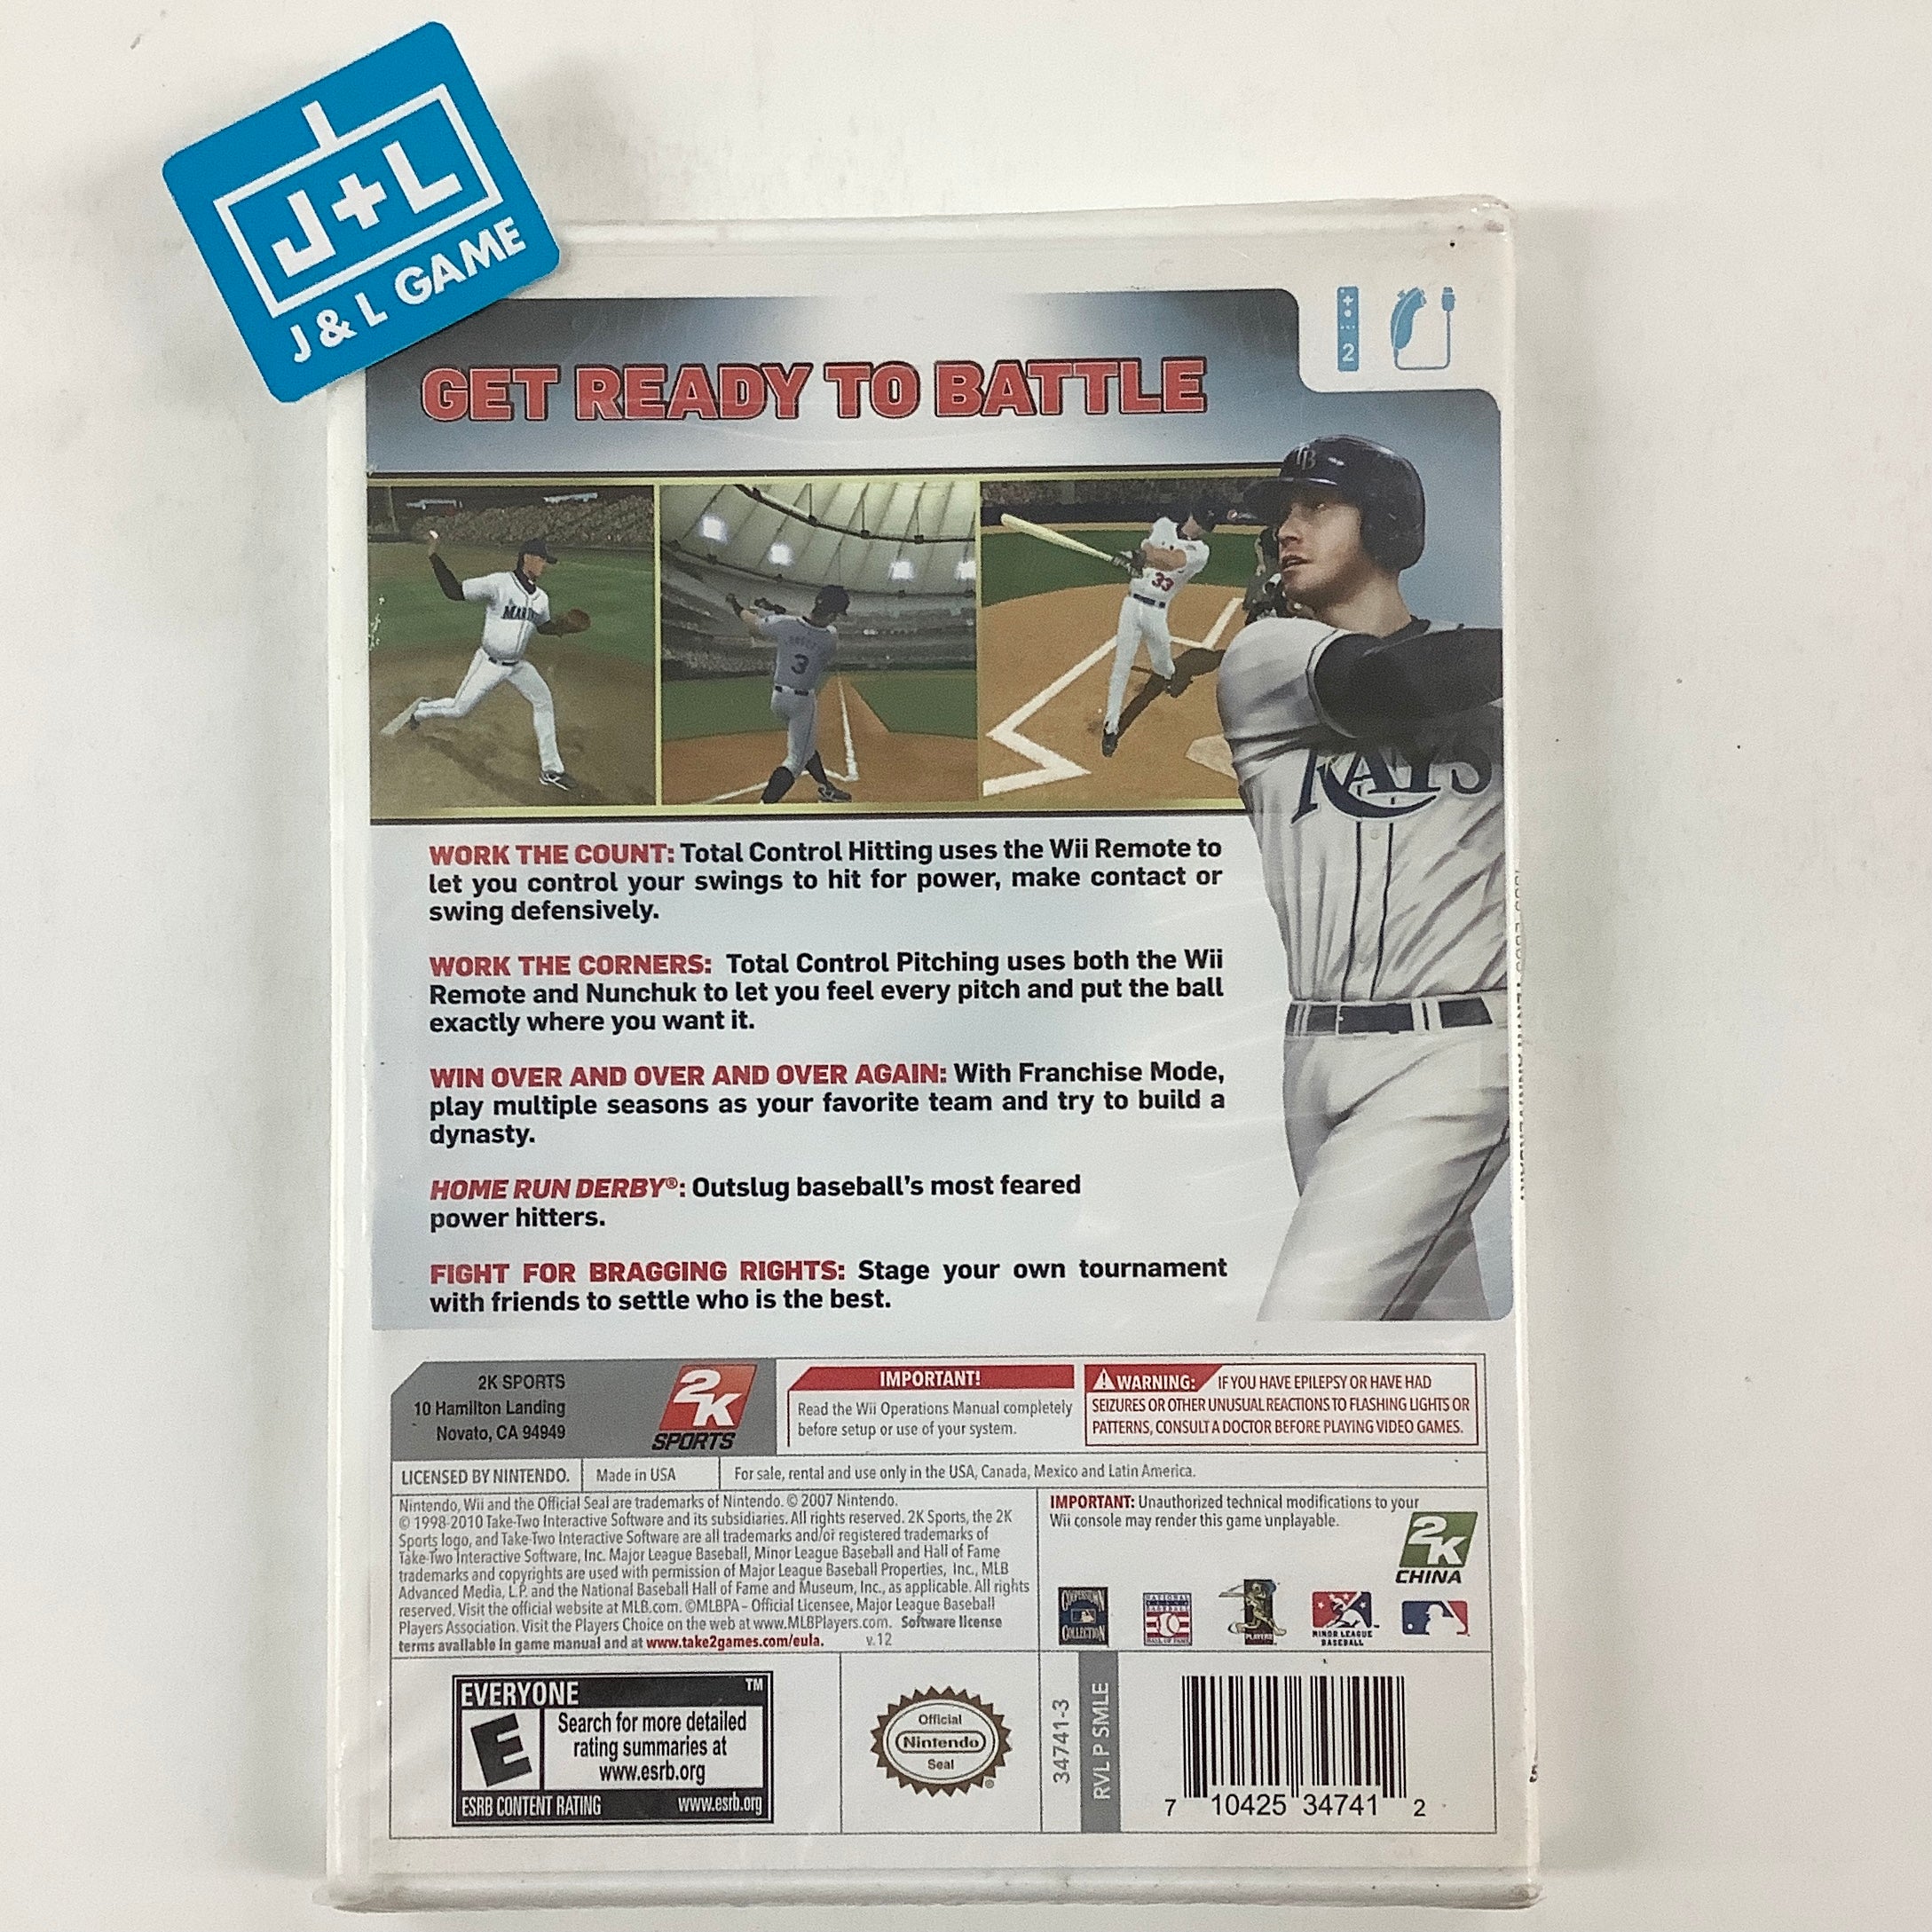 J+L
J & L GAME
2
GET READY TO BATTLE
TB
MAR
3
33
RAYS
WORK THE COUNT: Total Control Hitting uses the Wii Remote to
let you control your swings to hit for power, make contact or
swing defensively.
WORK THE CORNERS: Total Control Pitching uses both the Wii
Remote and Nunchuk to let you feel every pitch and put the ball
exactly where you want it.
WIN OVER AND OVER AND OVER AGAIN: With Franchise Mode,
play multiple seasons as your favorite team and try to build a
dynasty.
HOME RUN DERBY®: Outslug baseball's most feared
power hitters.
FIGHT FOR BRAGGING RIGHTS: Stage your own tournament
with friends to settle who is the best.
2K SPORTS
10 Hamilton Landing
Novato, CA 94949
2K
SPORTS
IMPORTANT!
Read the Wii Operations Manual completely
before setup or use of your system.
WARNING: IF YOU HAVE EPILEPSY OR HAVE HAD
SEIZURES OR OTHER UNUSUAL REACTIONS TO FLASHING LIGHTS OR
PATTERNS, CONSULT A DOCTOR BEFORE PLAYING VIDEO GAMES.
LICENSED BY NINTENDO.
Made in USA
For sale, rental and use only in the USA, Canada, Mexico and Latin America.
Nintendo, Wii and the Official Seal are trademarks of Nintendo. © 2007 Nintendo.
© 1998-2010 Take-Two Interactive Software and its subsidiaries. All rights reserved. 2K Sports, the 2K
Sports logo, and Take-Two Interactive Software are all trademarks and/or registered trademarks of
Take-Two Interactive Software, Inc. Major League Baseball, Minor League Baseball and Hall of Fame
trademarks and copyrights are used with permission of Major League Baseball Properties, Inc., MLB
Advanced Media, L.P. and the National Baseball Hall of Fame and Museum, Inc., as applicable. All rights
reserved. Visit the official website at MLB.com. ©MLBPA - Official Licensee, Major League Baseball
Players Association. Visit the Players Choice on the web at www.MLBPlayers.com. Software license
terms available in game manual and at www.take2games.com/eula. v.12
IMPORTANT: Unauthorized technical modifications to your
Wii console may render this game unplayable.
2K
CHINA
COOPERSTOWN
COLLECTION
NATIONAL
BASEBALL
HALL OF FAME
PLAYERS
MINOR LEAGUE
BASEBALL
EVERYONE TM
E
Search for more detailed
rating summaries at
www.esrb.org
ESRB CONTENT RATING www.esrb.org
Official
Nintendo
Seal ®
34741-3
RVL P SMLE
7 10425 34741 2